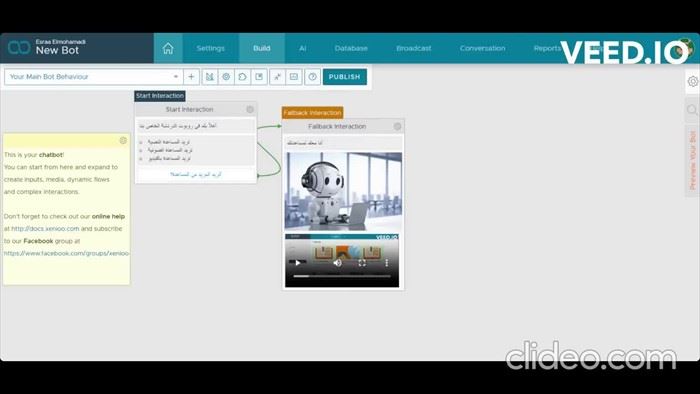 Esraa Elmohamadi
New Bot
Settings
Build
AI
Database
Broadcast
Conversation
Reports
VEED.IO
Your Main Bot Behaviour
PUBLISH
Start Interaction
Start Interaction
أهلاً بك في روبوت الدردشة الخاص بنا
تريد المساعدة النصية
تريد المساعدة الصوتية
تريد المساعدة بالفيديو
أتريد المزيد من المساعدة؟
Fallback Interaction
Fallback Interaction
أنا معك لمساعدتك
VEED.IO
This is your chatbot!
You can start from here and expand to
create inputs, media, dynamic flows
and complex interactions.
Don't forget to check out our online help
at http://docs.xenioo.com and subscribe
to our Facebook group at
https://www.facebook.com/groups/xenioo
Preview Your Bot
clideo.com